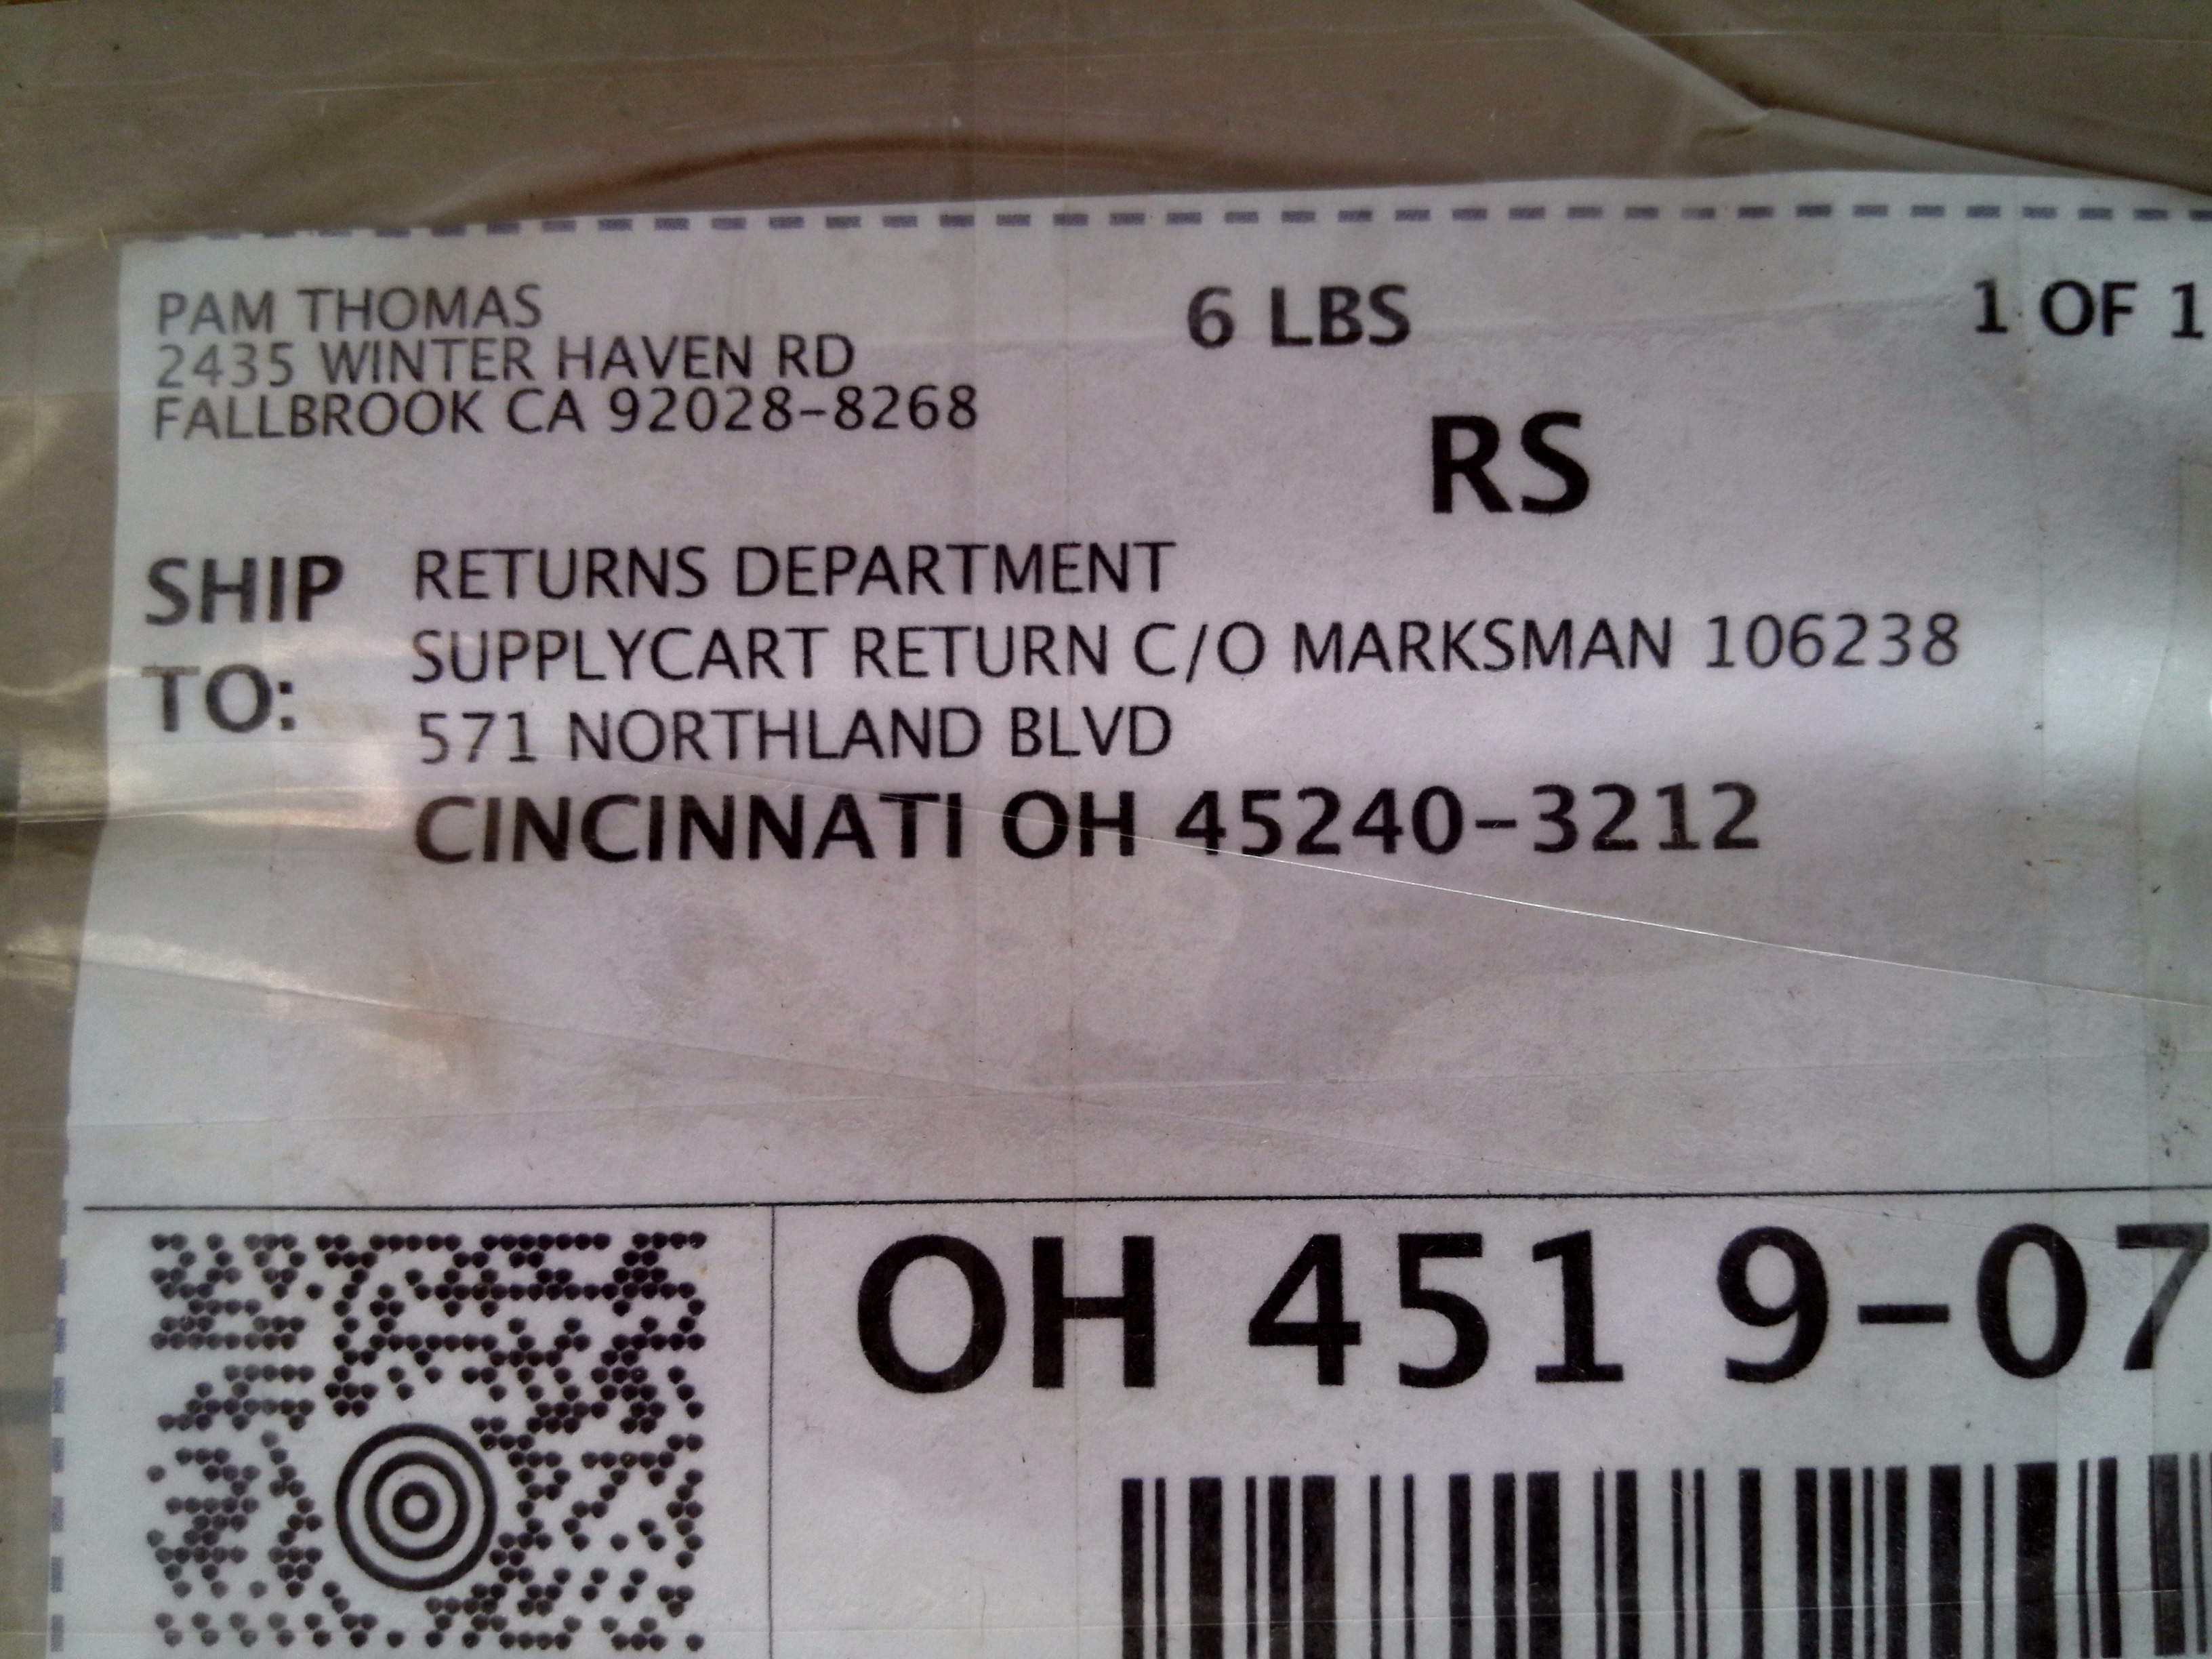 PAM THOMAS
2435 WINTER HAVEN RD
FALLBROOK CA 92028-8268
6 LBS
1 OF 1
RS
SHIP TO:
RETURNS DEPARTMENT
SUPPLYCART RETURN C/O MARKSMAN 106238
571 NORTHLAND BLVD
CINCINNATI OH 45240-3212
OH 451 9-07